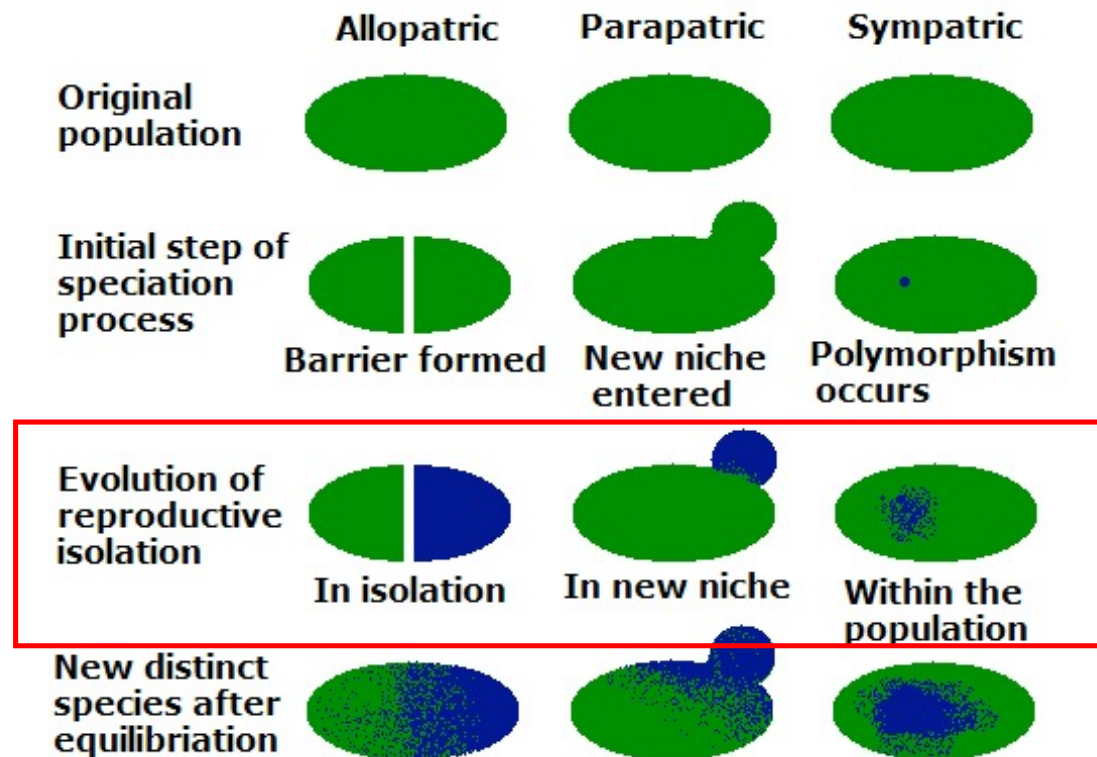 Allopatric Parapatric Sympatric
Original
population
Initial step of
speciation
process
Barrier formed
New niche
entered
Polymorphism
occurs
Evolution of
reproductive
isolation
In isolation
In new niche
Within the
population
New distinct
species after
equilibriation